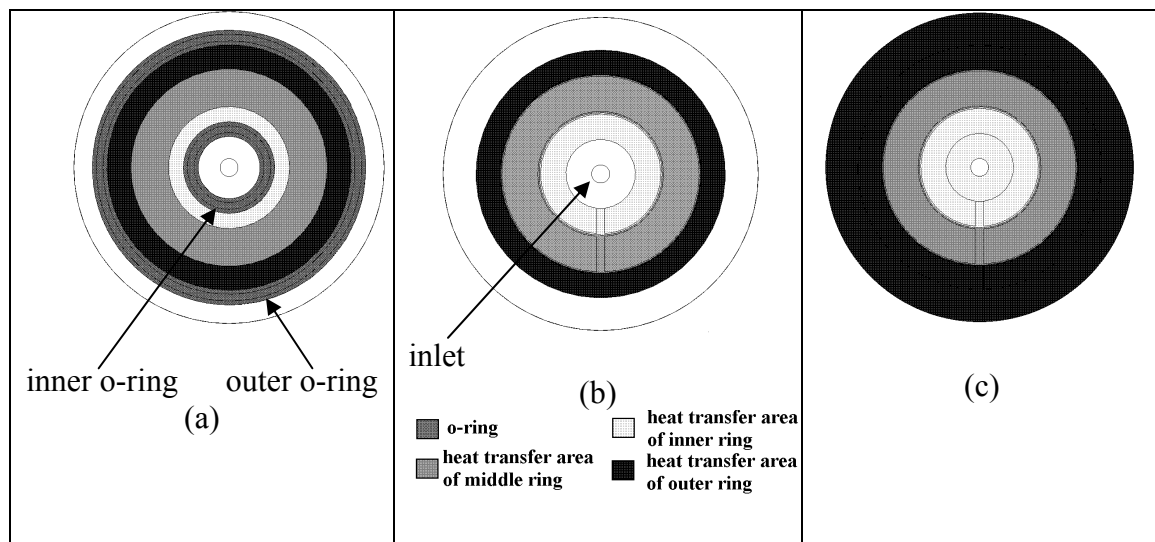 inner o-ring
outer o-ring
(a)
inlet
(b)
o-ring
heat transfer area
of inner ring
heat transfer area
of middle ring
heat transfer area
of outer ring
(c)